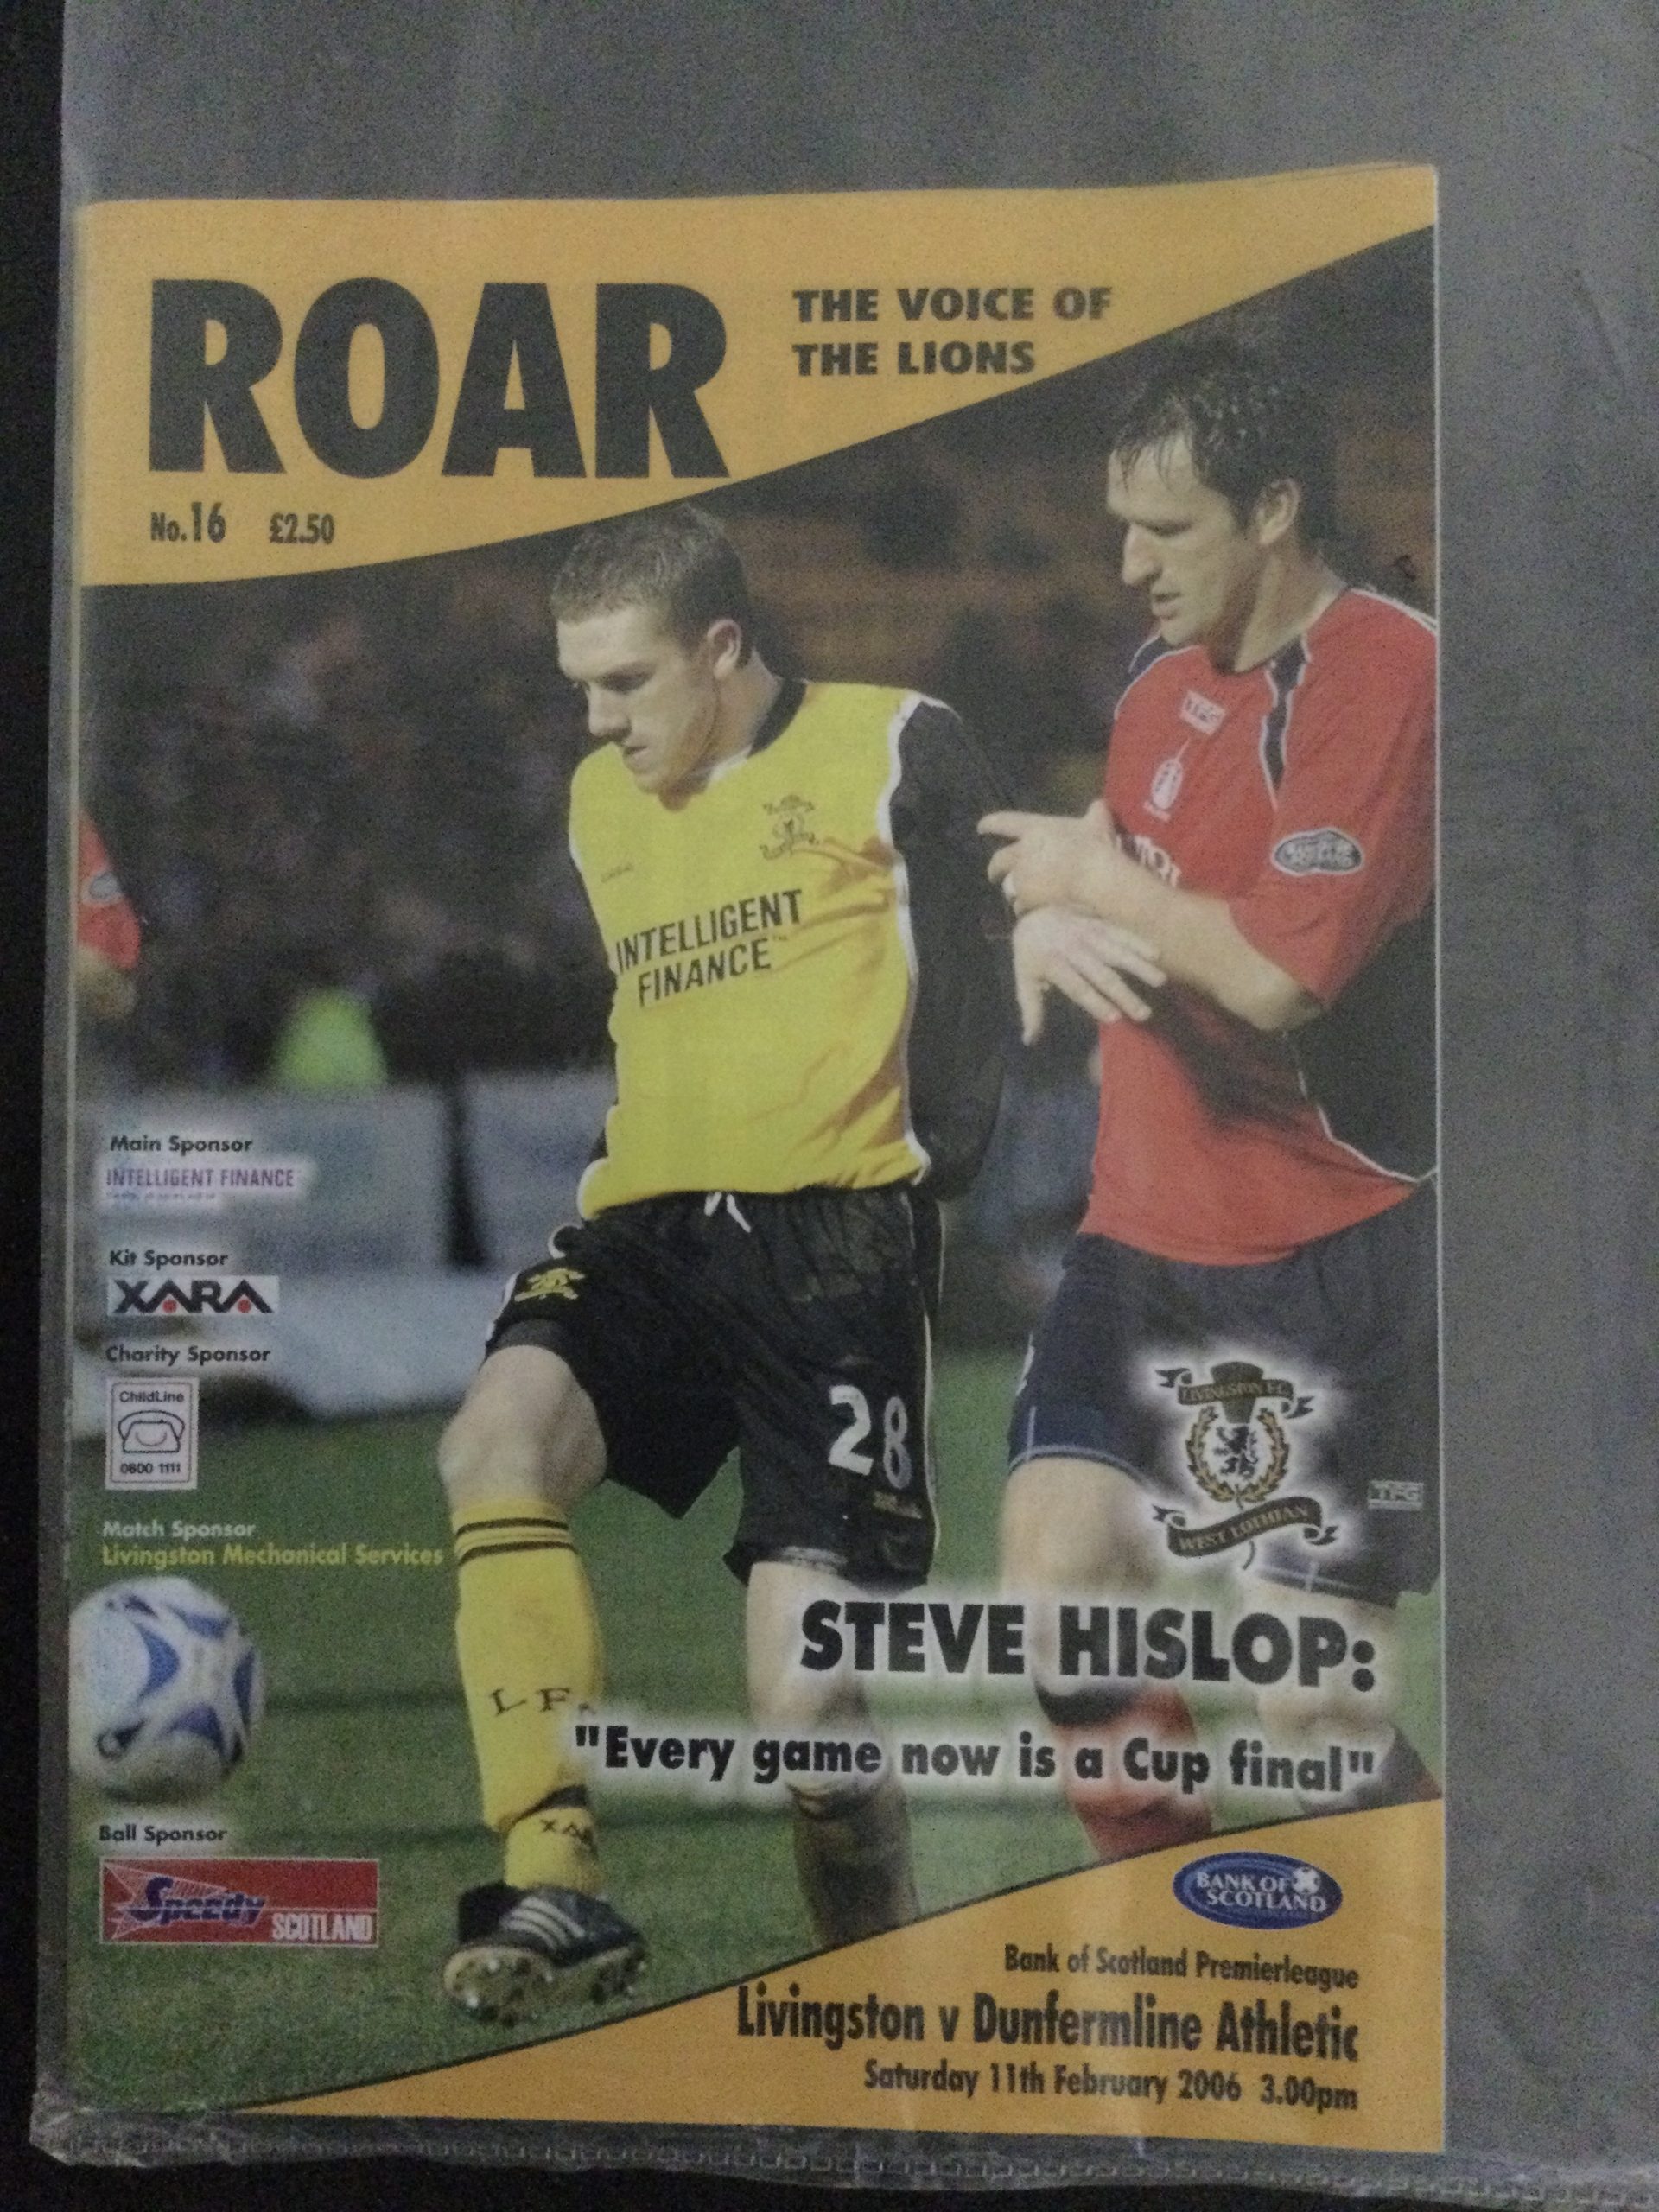 ROAR
THE VOICE OF
THE LIONS
No.16 £2.50
TFG
INTELLIGENT
FINANCE
Main Sponsor
INTELLIGENT FINANCE
Kit Sponsor
XARA
Charity Sponsor
ChildLine
0800 1111
28
LIVINGSTON F.C.
WEST LOTHIAN
TFG
Match Sponsor
Livingston Mechanical Services
STEVE HISLOP:
L F
"Every game now is a Cup final"
XAR
Ball Sponsor
Speedy
SCOTLAND
BANK OF
SCOTLAND
Bank of Scotland Premierleague
Livingston v Dunfermline Athletic
Saturday 11th February 2006 3.00pm